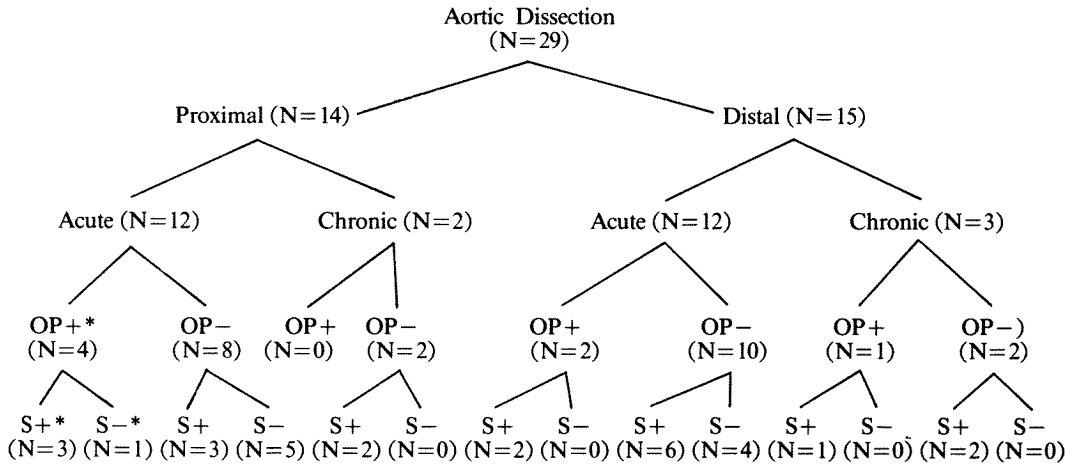 Aortic Dissection
(N=29)
Proximal (N=14)
Distal (N=15)
Acute (N=12)
Chronic (N=2)
Acute (N=12)
Chronic (N=3)
OP+* OP− OP+ OP− OP+ OP− OP+ OP−)
(N=4) (N=8) (N=0) (N=2) (N=2) (N=10) (N=1) (N=2)
S+* S−* S+ S− S+ S− S+ S− S+ S− S+ S− S+ S−
(N=3) (N=1) (N=3) (N=5) (N=2) (N=0) (N=2) (N=0) (N=6) (N=4) (N=1) (N=0) (N=2) (N=0)